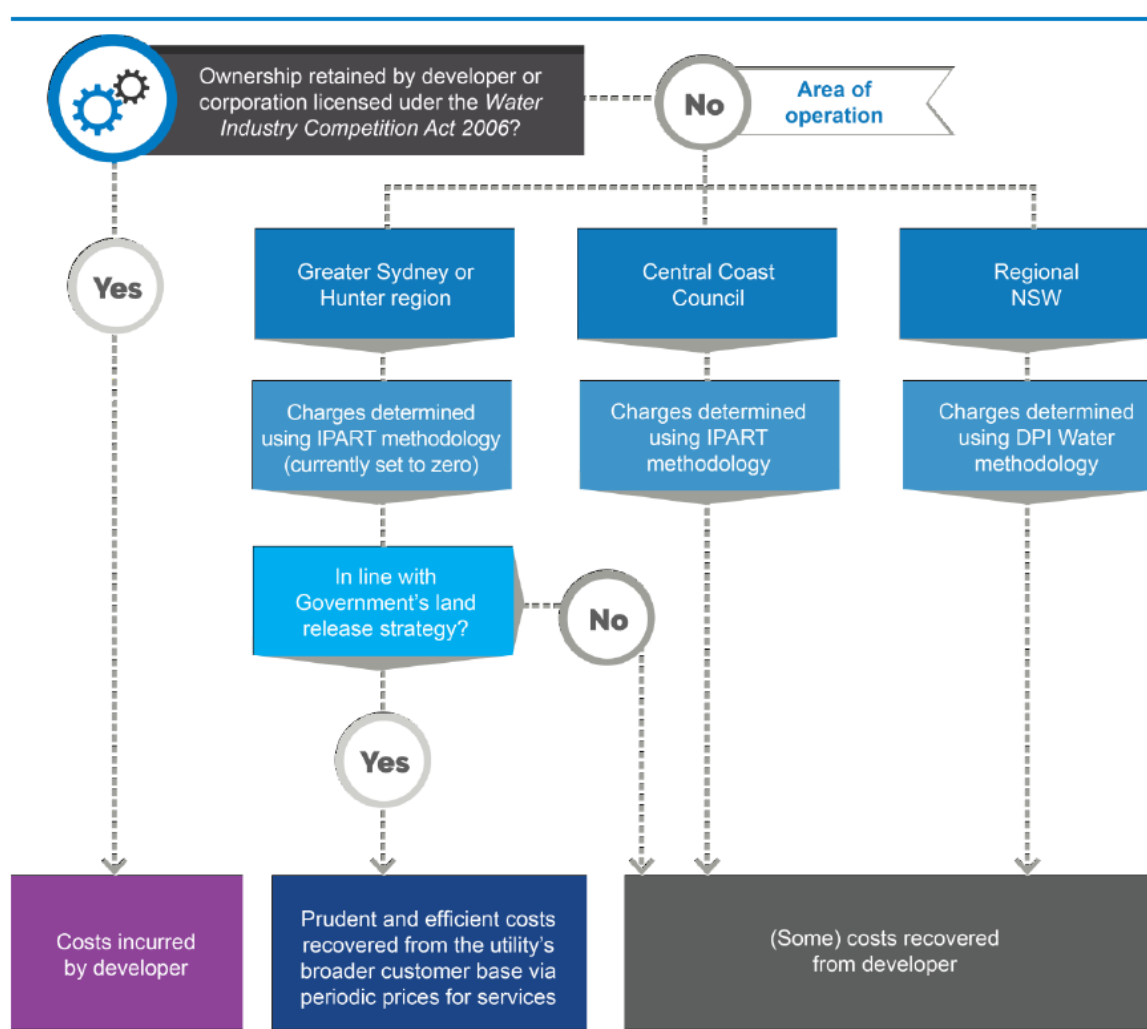 Ownership retained by developer or
corporation licensed uder the Water
Industry Competition Act 2006?
No
Area of
operation
Yes
Greater Sydney or
Hunter region
Central Coast
Council
Regional
NSW
Charges determined
using IPART methodology
(currently set to zero)
Charges determined
using IPART
methodology
Charges determined
using DPI Water
methodology
In line with
Government's land
release strategy?
No
Yes
Costs incurred
by developer
Prudent and efficient costs
recovered from the utility's
broader customer base via
periodic prices for services
(Some) costs recovered
from developer